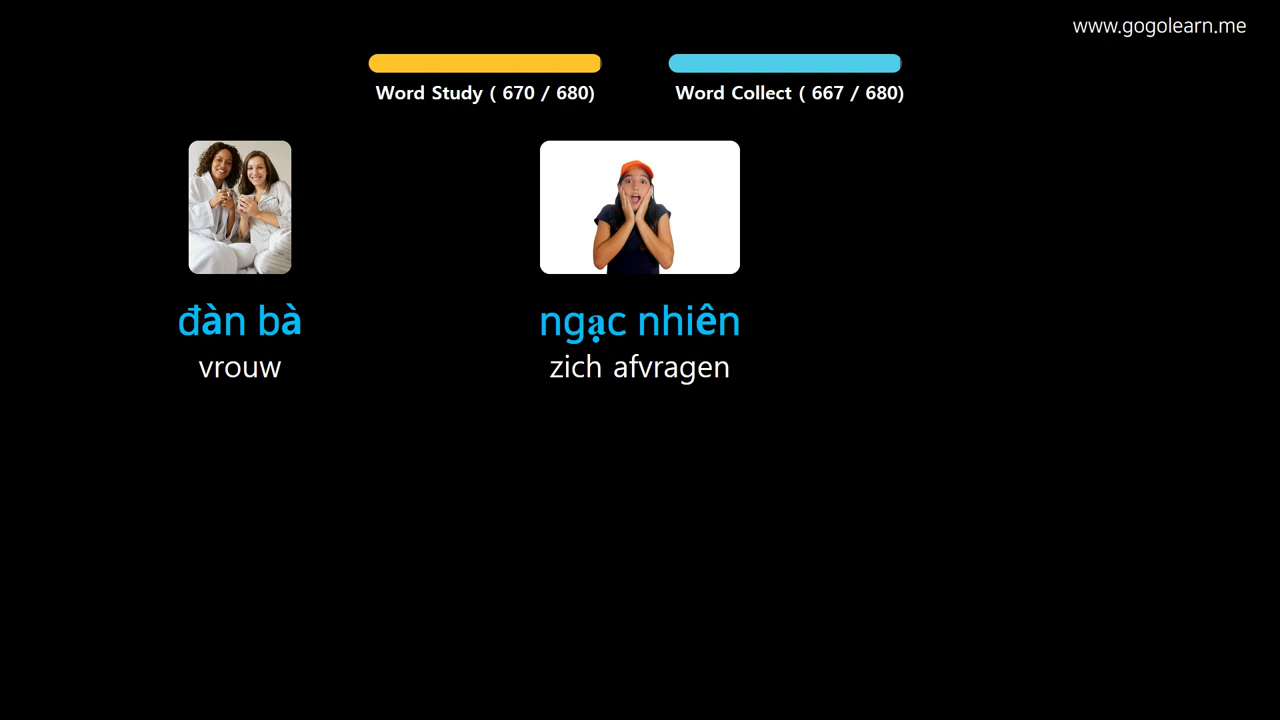 www.gogolearn.me
Word Study ( 670 / 680)
Word Collect ( 667 / 680)
đàn bà
ngạc nhiên
vrouw
zich afvragen